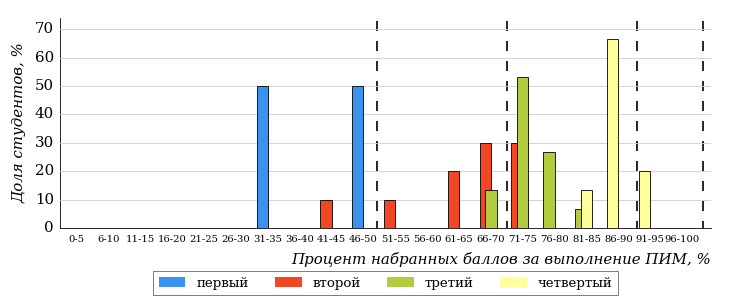 Доля студентов, %
70
60
50
40
30
20
10
0
0-5 6-10 11-15 16-20 21-25 26-30 31-35 36-40 41-45 46-50 51-55 56-60 61-65 66-70 71-75 76-80 81-85 86-90 91-95 96-100
Процент набранных баллов за выполнение ПИМ, %
первый второй третий четвертый